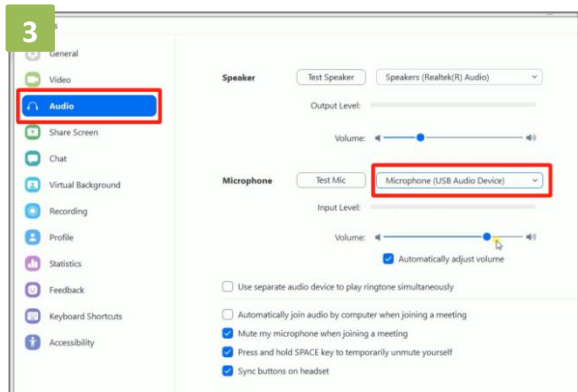 3
s
General
Video
Audio
Share Screen
Chat
Virtual Background
Recording
Profile
Statistics
Feedback
Keyboard Shortcuts
Accessibility
Speaker Test Speaker Speakers (Realtek(R) Audio)
Output Level:
Volume:
Microphone Test Mic Microphone (USB Audio Device)
Input Level:
Volume:
Automatically adjust volume
Use separate audio device to play ringtone simultaneously
Automatically join audio by computer when joining a meeting
Mute my microphone when joining a meeting
Press and hold SPACE key to temporarily unmute yourself
Sync buttons on headset